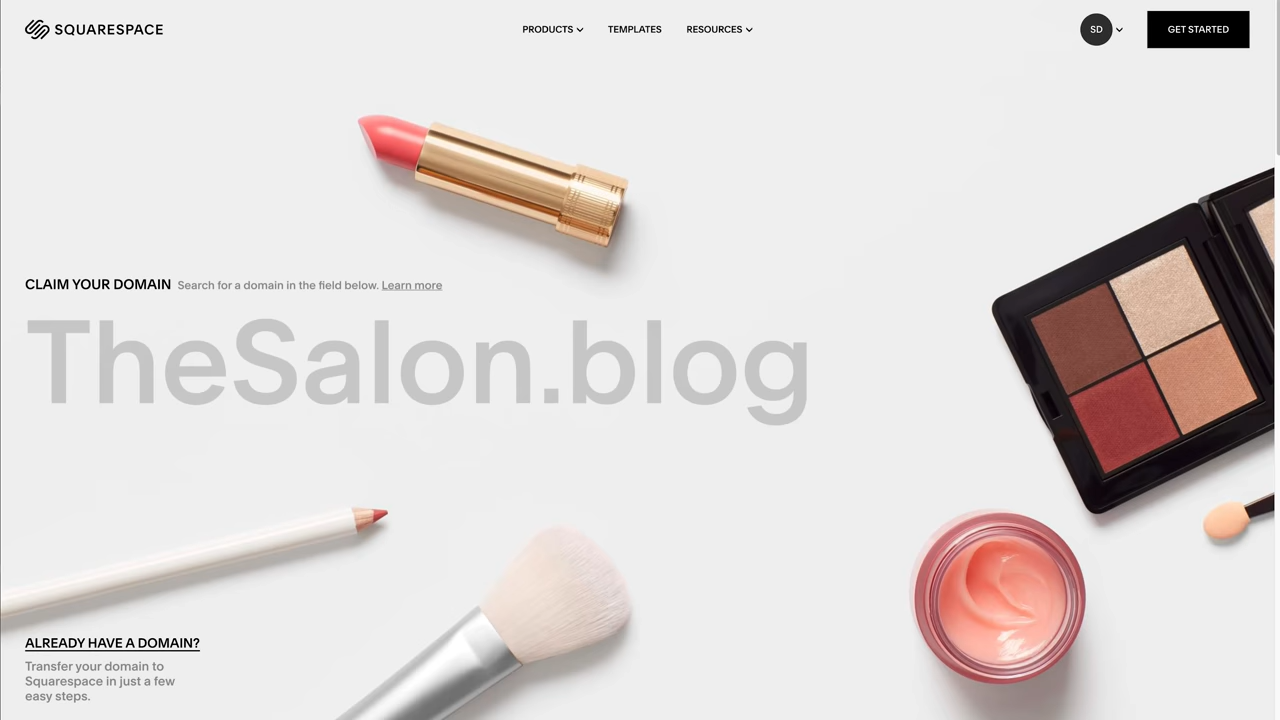 SQUARESPACE
PRODUCTS
TEMPLATES
RESOURCES
SD
GET STARTED
CLAIM YOUR DOMAIN Search for a domain in the field below. Learn more
TheSalon.blog
ALREADY HAVE A DOMAIN?
Transfer your domain to
Squarespace in just a few
easy steps.